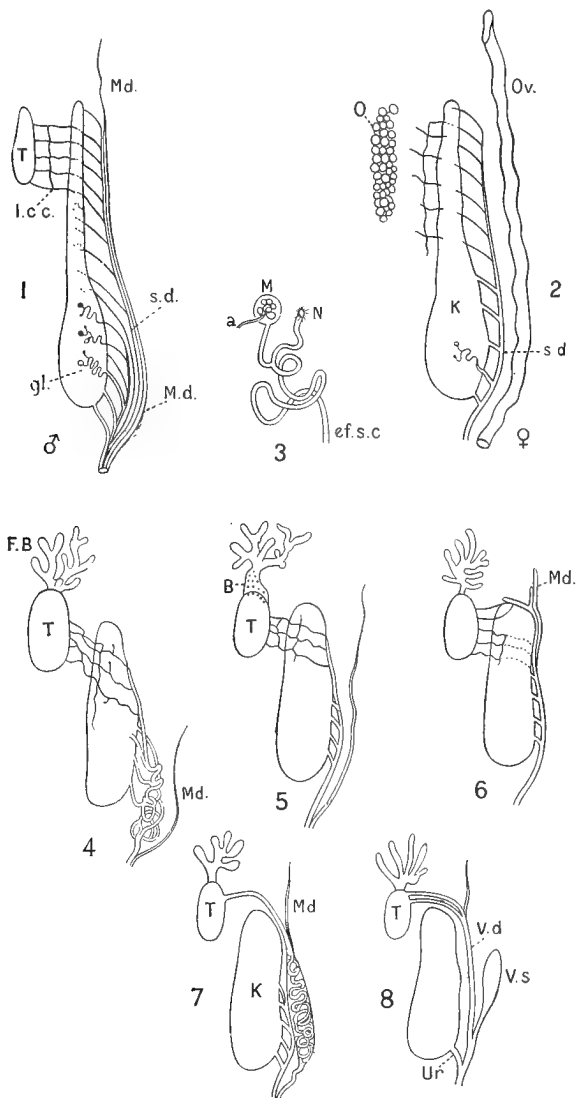 Md.
T
l.c c.
1
s.d.
gl.
M.d.
♂
M
a
N
ef.s.c
3
Ov.
O
K
2
s d
♀
F.B
T
Md.
4
B
T
5
Md.
6
T
Md
K
7
T
V.d
V.s
8
Ur